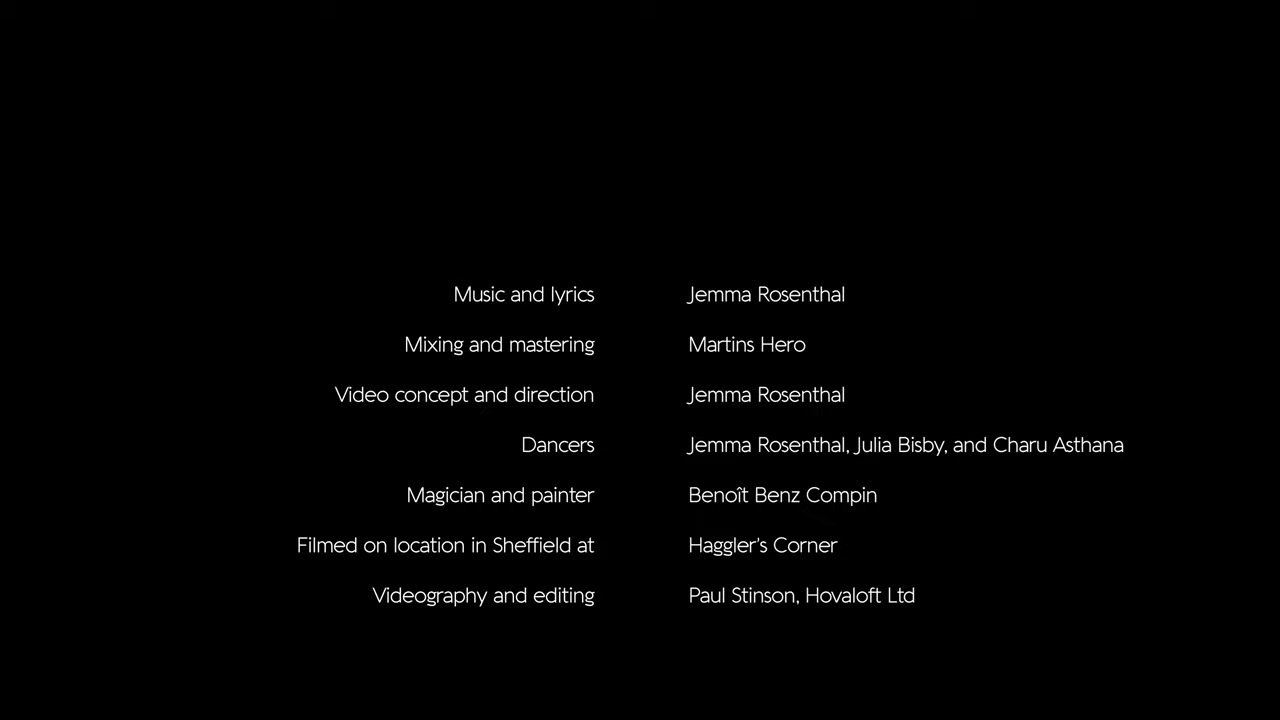 Music and lyrics Jemma Rosenthal
Mixing and mastering Martins Hero
Video concept and direction Jemma Rosenthal
Dancers Jemma Rosenthal, Julia Bisby, and Charu Asthana
Magician and painter Benoît Benz Compin
Filmed on location in Sheffield at Haggler's Corner
Videography and editing Paul Stinson, Hovaloft Ltd